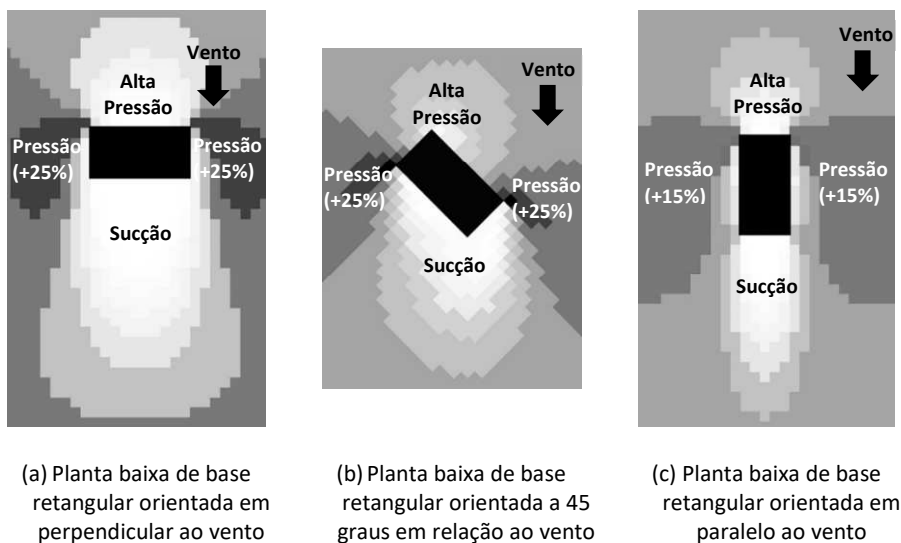 Vento
Alta
Pressão
Pressão
(+25%)
Pressão
(+25%)
Sucção
(a) Planta baixa de base
retangular orientada em
perpendicular ao vento
Vento
Alta
Pressão
Pressão
(+25%)
Pressão
(+25%)
Sucção
(b) Planta baixa de base
retangular orientada a 45
graus em relação ao vento
Vento
Alta
Pressão
Pressão
(+15%)
Pressão
(+15%)
Sucção
(c) Planta baixa de base
retangular orientada em
paralelo ao vento